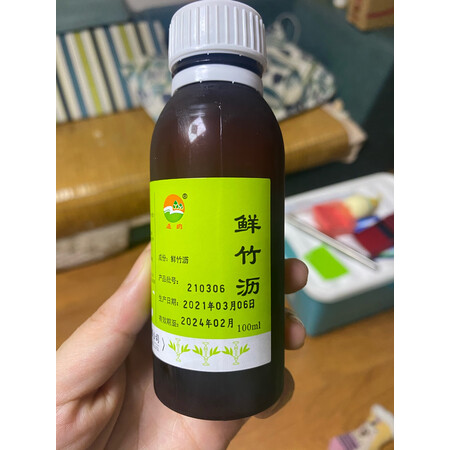 鲜竹沥
成份：鲜竹沥
产品批号：210306
生产日期：2021年03月06日
有效期至：2024年02月
100ml